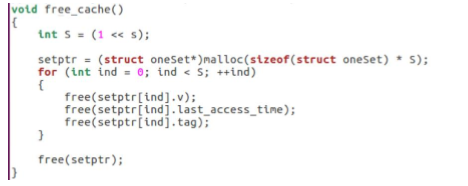 void free_cache()
{
    int S = (1 << s);

    setptr = (struct oneSet*)malloc(sizeof(struct oneSet) * S);
    for (int ind = 0; ind < S; ++ind)
    {
        free(setptr[ind].v);
        free(setptr[ind].last_access_time);
        free(setptr[ind].tag);
    }

    free(setptr);
}